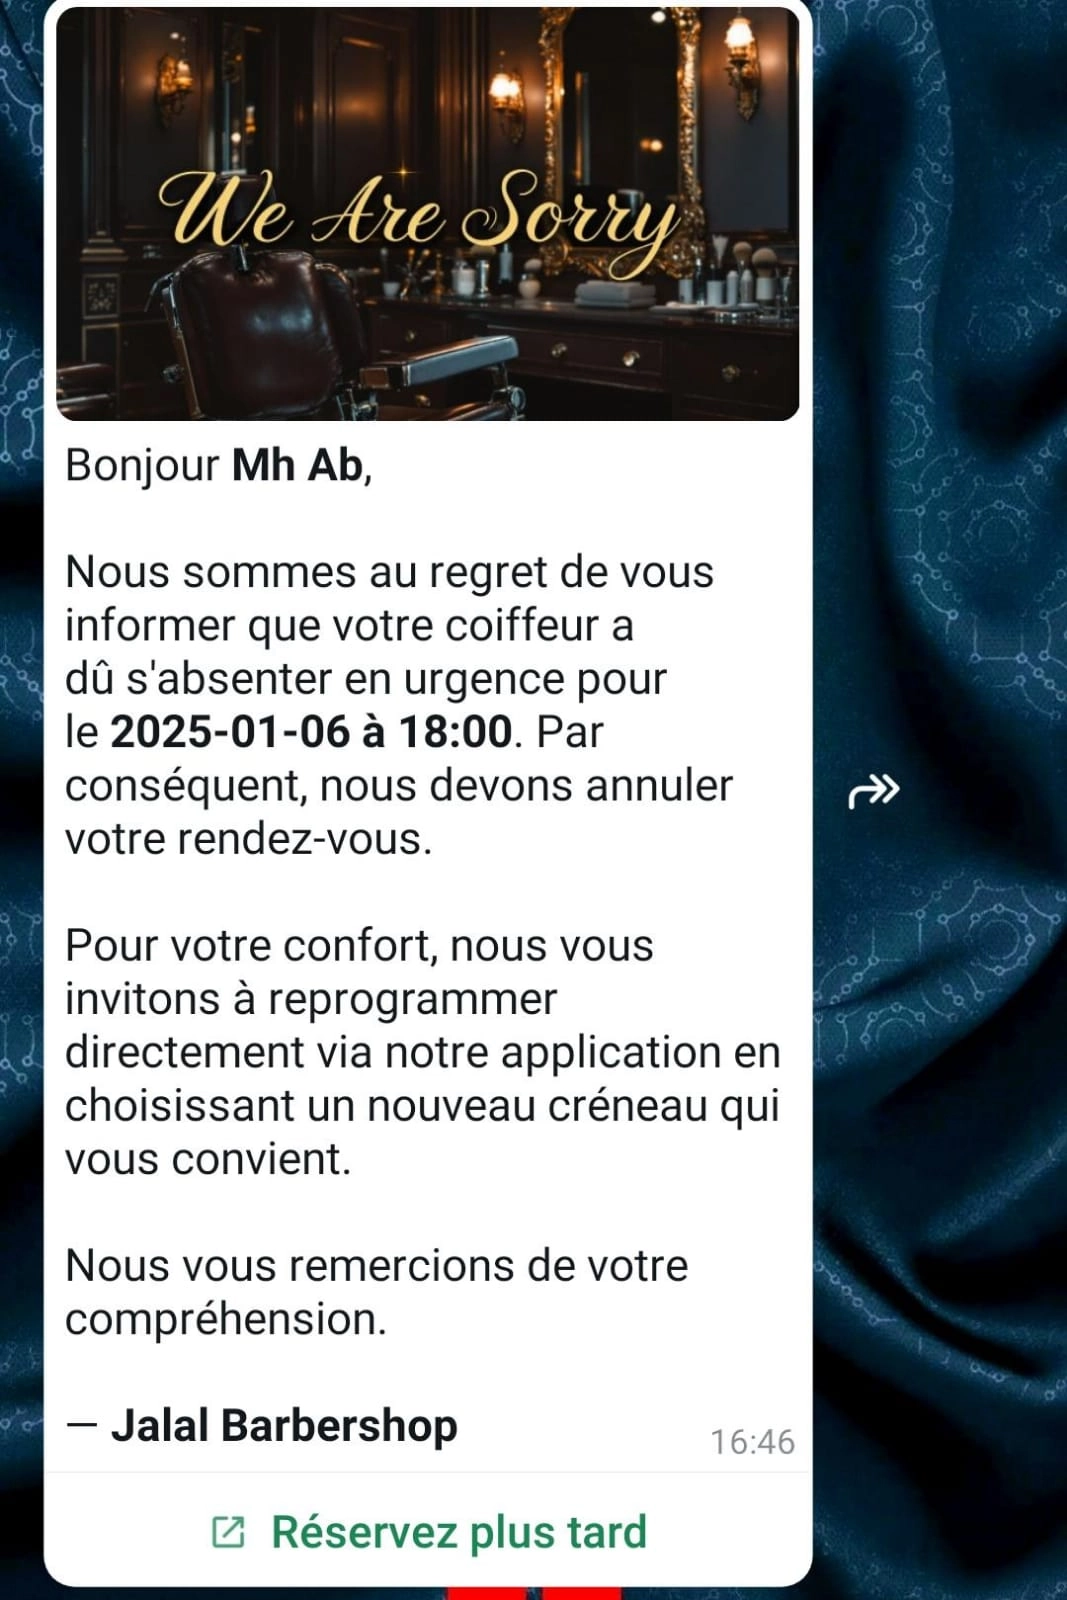 We Are Sorry
Bonjour Mh Ab,
Nous sommes au regret de vous
informer que votre coiffeur a
dû s'absenter en urgence pour
le 2025-01-06 à 18:00. Par
conséquent, nous devons annuler
votre rendez-vous.
Pour votre confort, nous vous
invitons à reprogrammer
directement via notre application en
choisissant un nouveau créneau qui
vous convient.
Nous vous remercions de votre
compréhension.
— Jalal Barbershop
16:46
Réservez plus tard